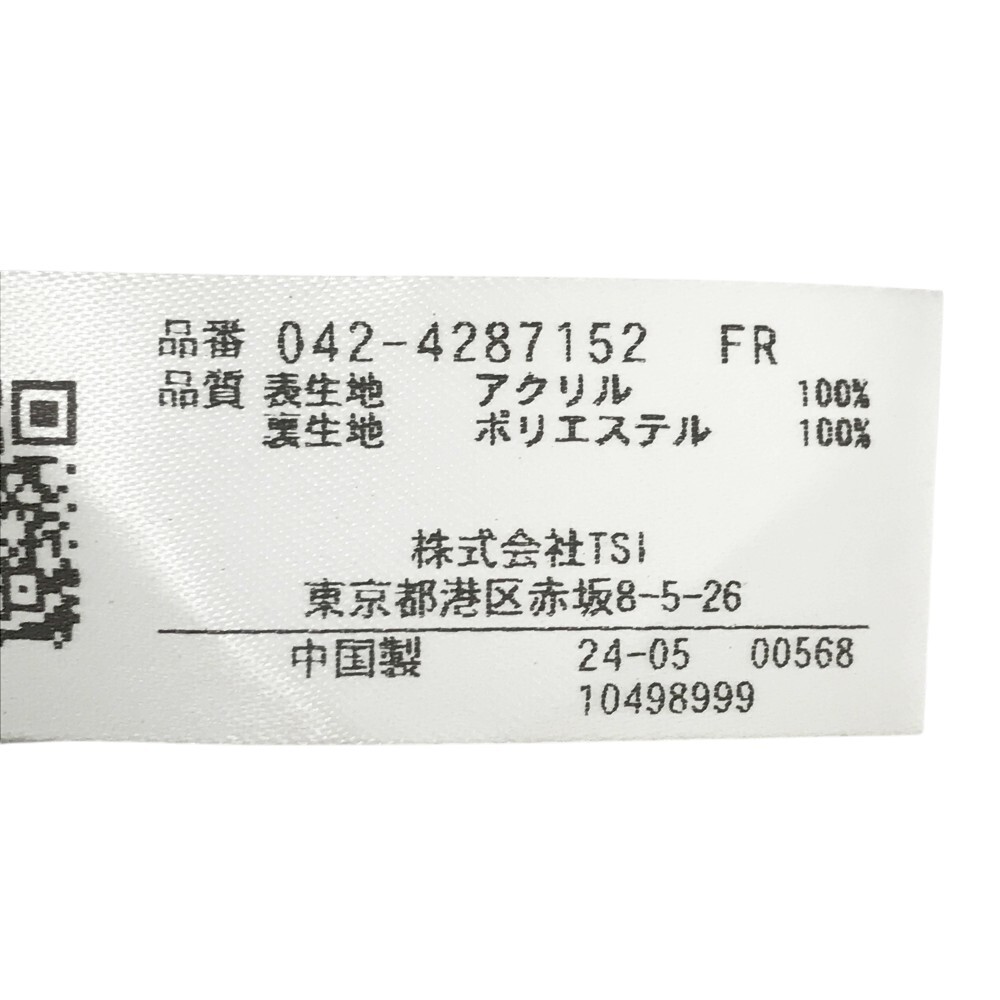 品番 042-4287152 FR
品質 表生地 アクリル 100%
裏生地 ポリエステル 100%
株式会社TSI
東京都港区赤坂8-5-26
中国製 24-05 00568
10498999